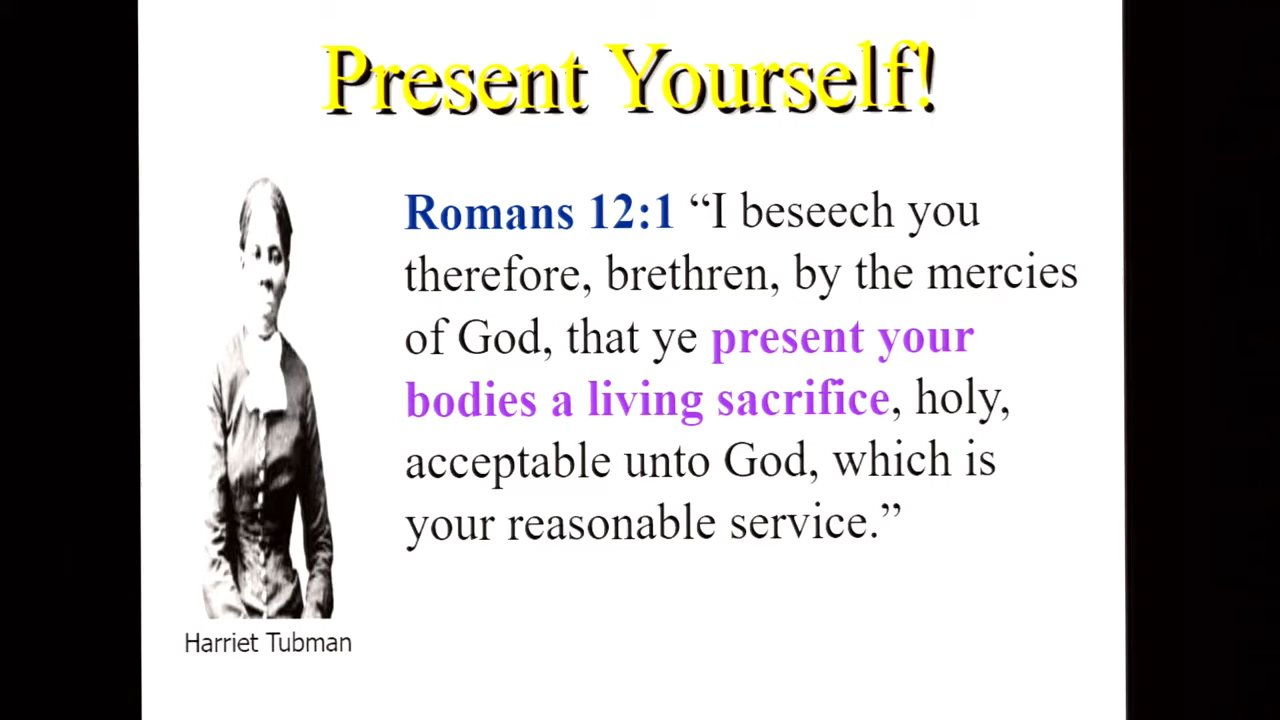 Present Yourself!
Romans 12:1 “I beseech you
therefore, brethren, by the mercies
of God, that ye present your
bodies a living sacrifice, holy,
acceptable unto God, which is
your reasonable service.”
Harriet Tubman